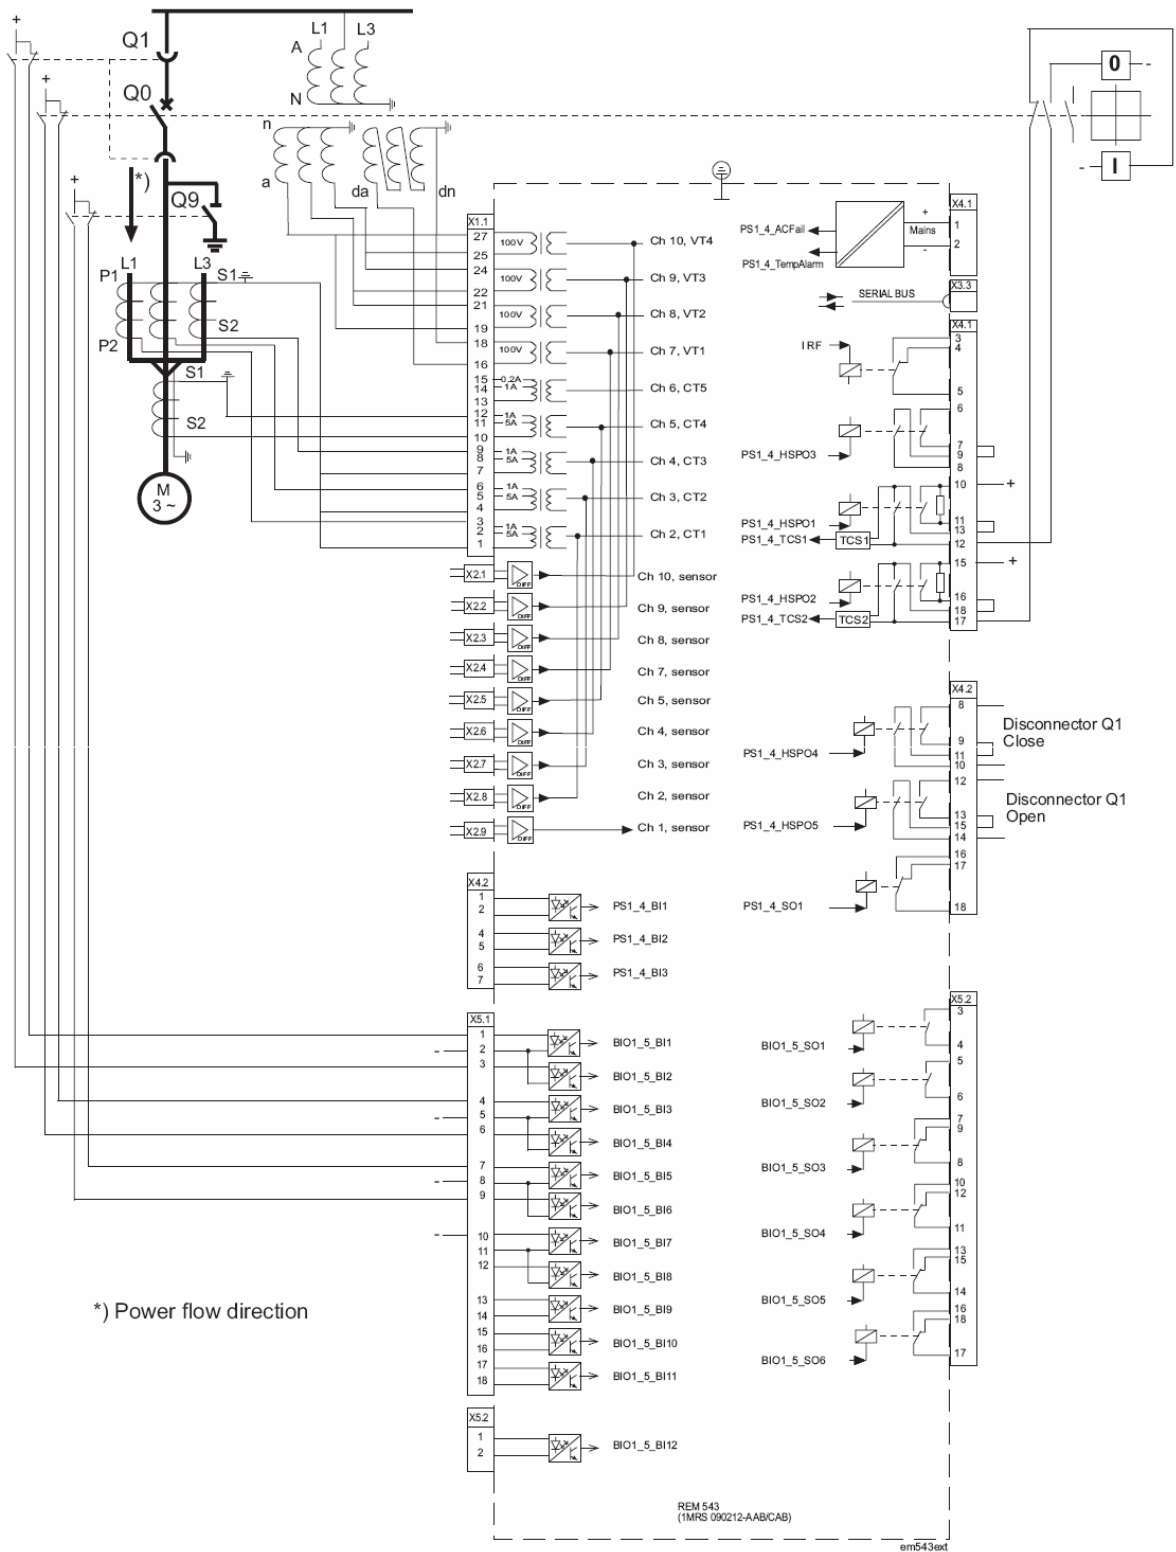 +
Q1
+
Q0
*)
+
Q9
L1 L3
A
N
n
a
da
dn
L1 L3
P1
S1
S2
P2
S1
S2
M
3 ~
X1.1
27
25
100V
Ch 10, VT4
24
22
100V
Ch 9, VT3
21
19
100V
Ch 8, VT2
18
16
100V
Ch 7, VT1
15 0.2A
14 1A
13
Ch 6, CT5
12 1A
11 5A
10
Ch 5, CT4
9 1A
8 5A
7
Ch 4, CT3
6 1A
5 5A
4
Ch 3, CT2
3 1A
2 5A
1
Ch 2, CT1
X2.1 DIFF Ch 10, sensor
X2.2 DIFF Ch 9, sensor
X2.3 DIFF Ch 8, sensor
X2.4 DIFF Ch 7, sensor
X2.5 DIFF Ch 5, sensor
X2.6 DIFF Ch 4, sensor
X2.7 DIFF Ch 3, sensor
X2.8 DIFF Ch 2, sensor
X2.9 DIFF Ch 1, sensor
X4.2
1
2
PS1_4_BI1
4
5
PS1_4_BI2
6
7
PS1_4_BI3
X5.1
1
- 2
3
BIO1_5_BI1
BIO1_5_BI2
4
- 5
6
BIO1_5_BI3
BIO1_5_BI4
7
- 8
9
BIO1_5_BI5
BIO1_5_BI6
- 10
11
12
BIO1_5_BI7
BIO1_5_BI8
13
14
BIO1_5_BI9
15
16
BIO1_5_BI10
17
18
BIO1_5_BI11
X5.2
1
2
BIO1_5_BI12
*) Power flow direction
0 -
- I
X4.1
PS1_4_ACFail
+
Mains
-
1
2
PS1_4_TempAlarm
X3.3
SERIAL BUS
X4.1
IRF
3
4
5
PS1_4_HSPO3
6
7
9
8
PS1_4_HSPO1
PS1_4_TCS1 TCS1
10 +
11
13
12
PS1_4_HSPO2
PS1_4_TCS2 TCS2
15 +
16
18
17
X4.2
8
PS1_4_HSPO4
9
11
10
Disconnector Q1
Close
12
PS1_4_HSPO5
13
15
14
Disconnector Q1
Open
16
17
PS1_4_SO1
18
X5.2
3
BIO1_5_SO1
4
5
BIO1_5_SO2
6
7
9
BIO1_5_SO3
8
10
12
BIO1_5_SO4
11
13
15
BIO1_5_SO5
14
16
18
BIO1_5_SO6
17
REM 543
(1MRS 090212-AAB/CAB)
em543ext